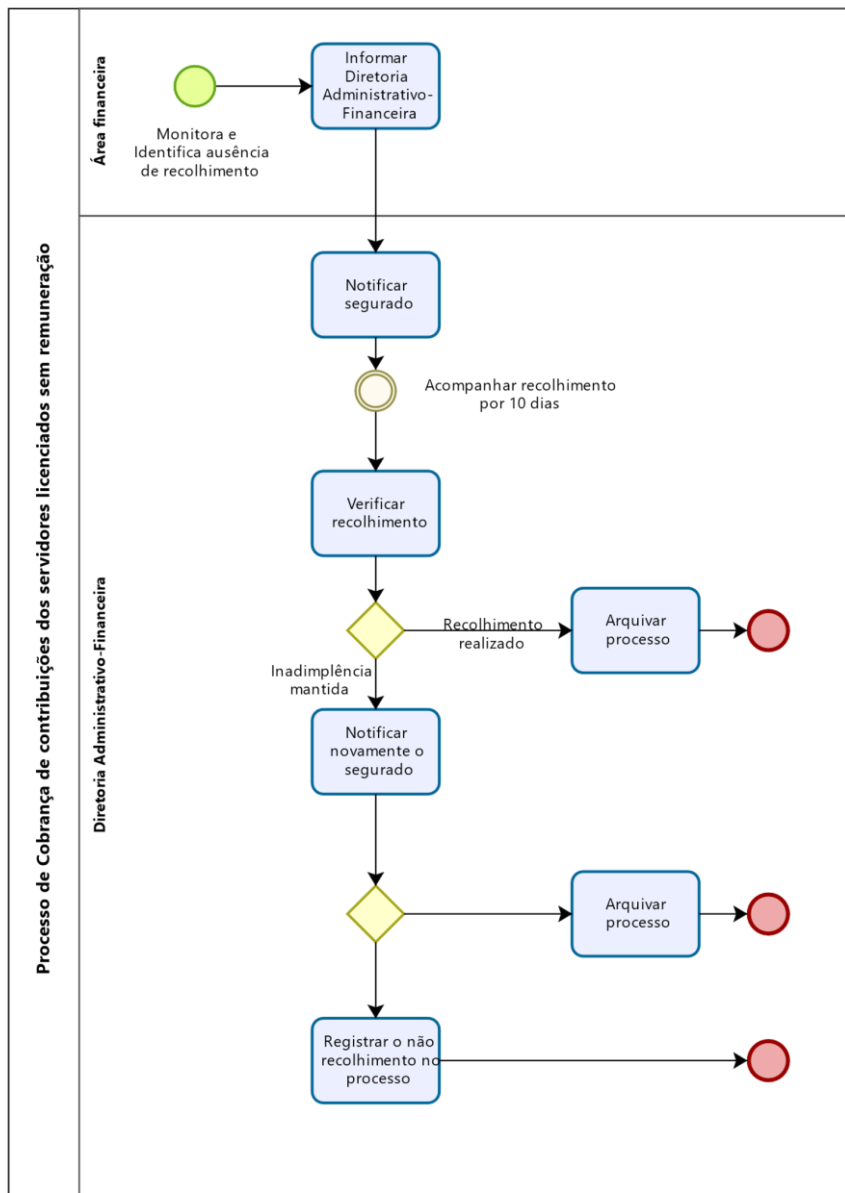 Processo de Cobrança de contribuições dos servidores licenciados sem remuneração
Área financeira
Monitora e
Identifica ausência
de recolhimento
Informar
Diretoria
Administrativo-
Financeira
Diretoria Administrativo-Financeira
Notificar
segurado
Acompanhar recolhimento
por 10 dias
Verificar
recolhimento
Recolhimento
realizado
Arquivar
processo
Inadimplência
mantida
Notificar
novamente o
segurado
Arquivar
processo
Registrar o não
recolhimento no
processo